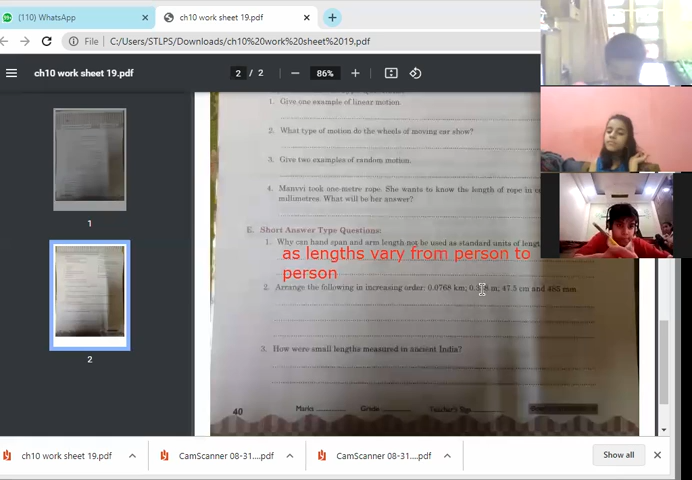 (110) WhatsApp
ch10 work sheet 19.pdf
File C:/Users/STLPS/Downloads/ch10%20work%20sheet%2019.pdf
ch10 work sheet 19.pdf
2 / 2
86%
1. Give one example of linear motion.
2. What type of motion do the wheels of moving car show?
3. Give two examples of random motion.
4. Manvvi took one-metre rope. She wants to know the length of rope in
millimetres. What will be her answer?
E. Short Answer Type Questions:
1. Why can hand span and arm length not be used as standard units of
as lengths vary from person to
person
2. Arrange the following in increasing order: 0.0768 km; m; 47.5 cm and 485 mm
3. How were small lengths measured in ancient India?
40
Marks
Grade
Teacher's Sign
1
2
ch10 work sheet 19.pdf
CamScanner 08-31....pdf
CamScanner 08-31....pdf
Show all